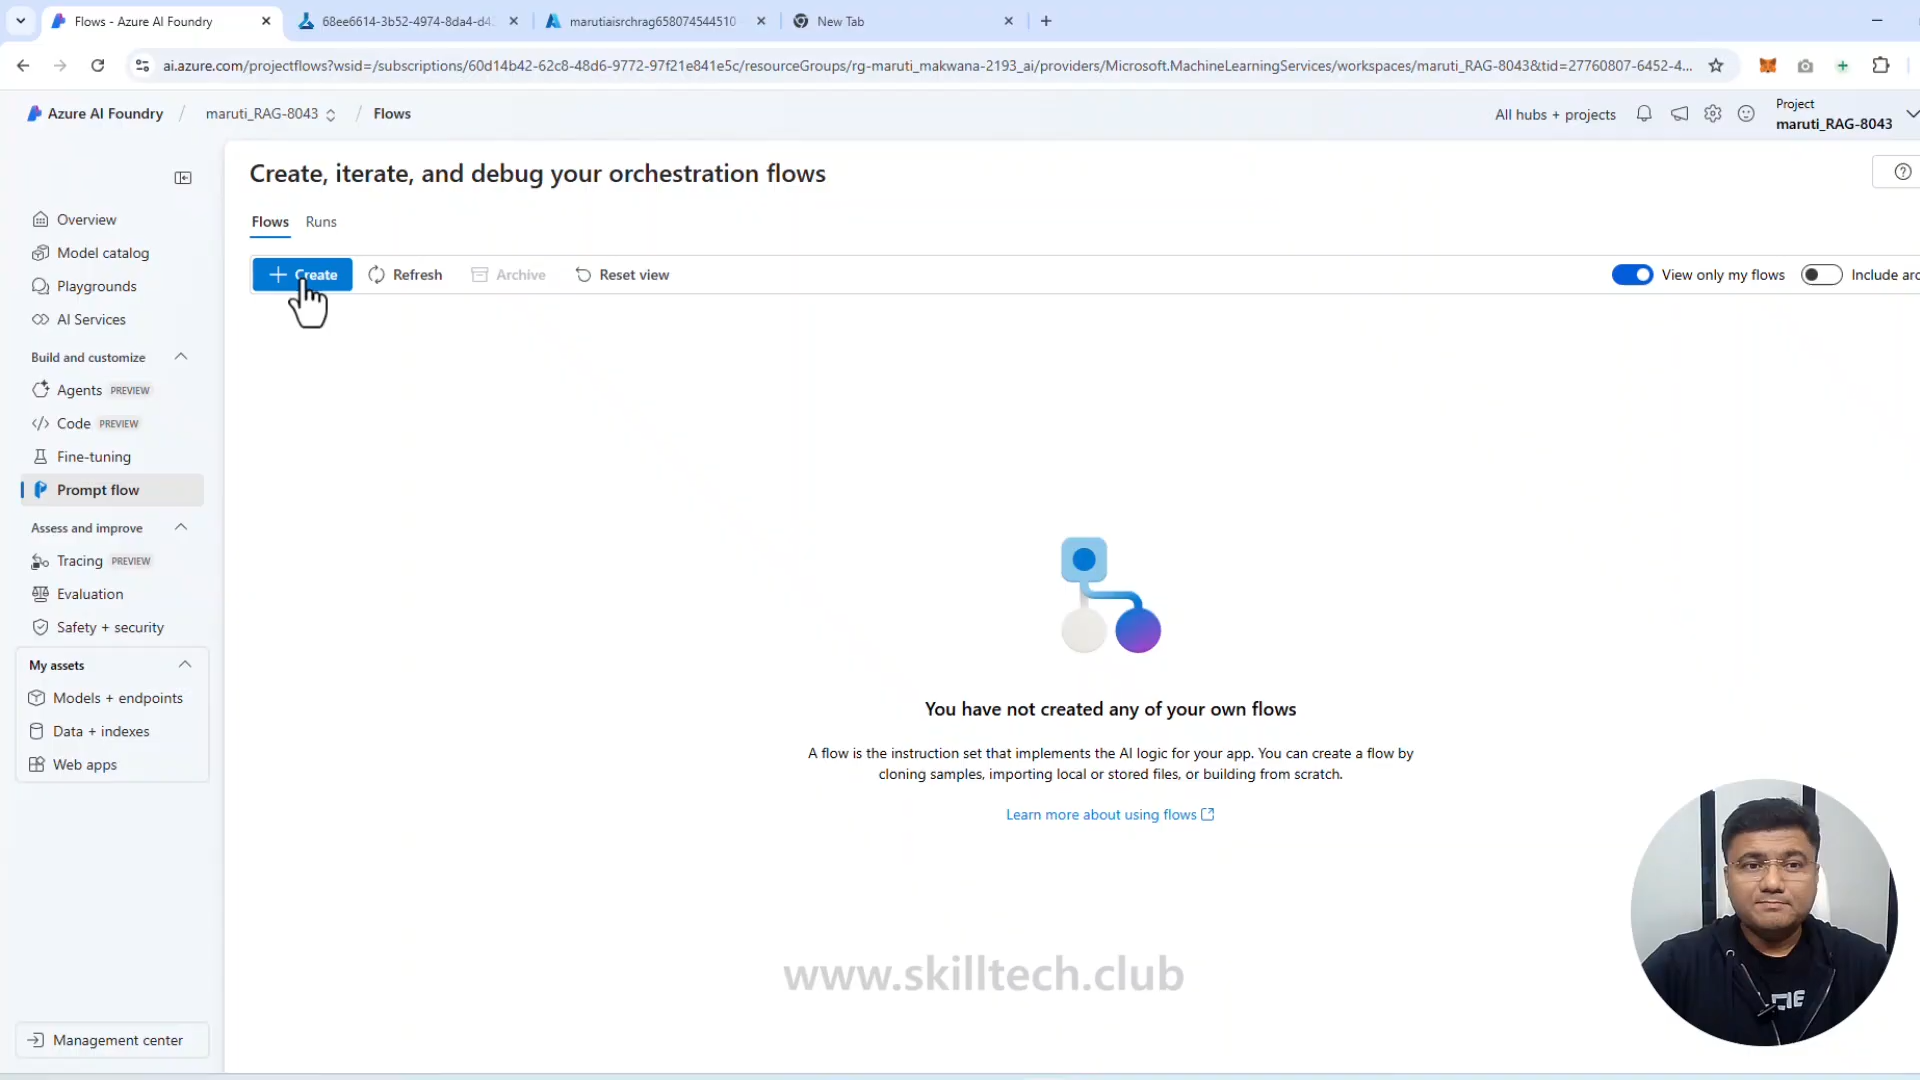 Flows - Azure AI Foundry
68ee6614-3b52-4974-8da4-d4
marutiaisrchrag658074544510
New Tab
ai.azure.com/projectflows?wsid=/subscriptions/60d14b42-62c8-48d6-9772-97f21e841e5c/resourceGroups/rg-maruti_makwana-2193_ai/providers/Microsoft.MachineLearningServices/workspaces/maruti_RAG-8043&tid=27760807-6452-4...
Azure AI Foundry / maruti_RAG-8043 / Flows
All hubs + projects
Project
maruti_RAG-8043
Create, iterate, and debug your orchestration flows
Flows
Runs
Create
Refresh
Archive
Reset view
View only my flows
Include arc
Overview
Model catalog
Playgrounds
AI Services
Build and customize
Agents PREVIEW
Code PREVIEW
Fine-tuning
Prompt flow
Assess and improve
Tracing PREVIEW
Evaluation
Safety + security
My assets
Models + endpoints
Data + indexes
Web apps
Management center
You have not created any of your own flows
A flow is the instruction set that implements the AI logic for your app. You can create a flow by
cloning samples, importing local or stored files, or building from scratch.
Learn more about using flows
www.skilltech.club